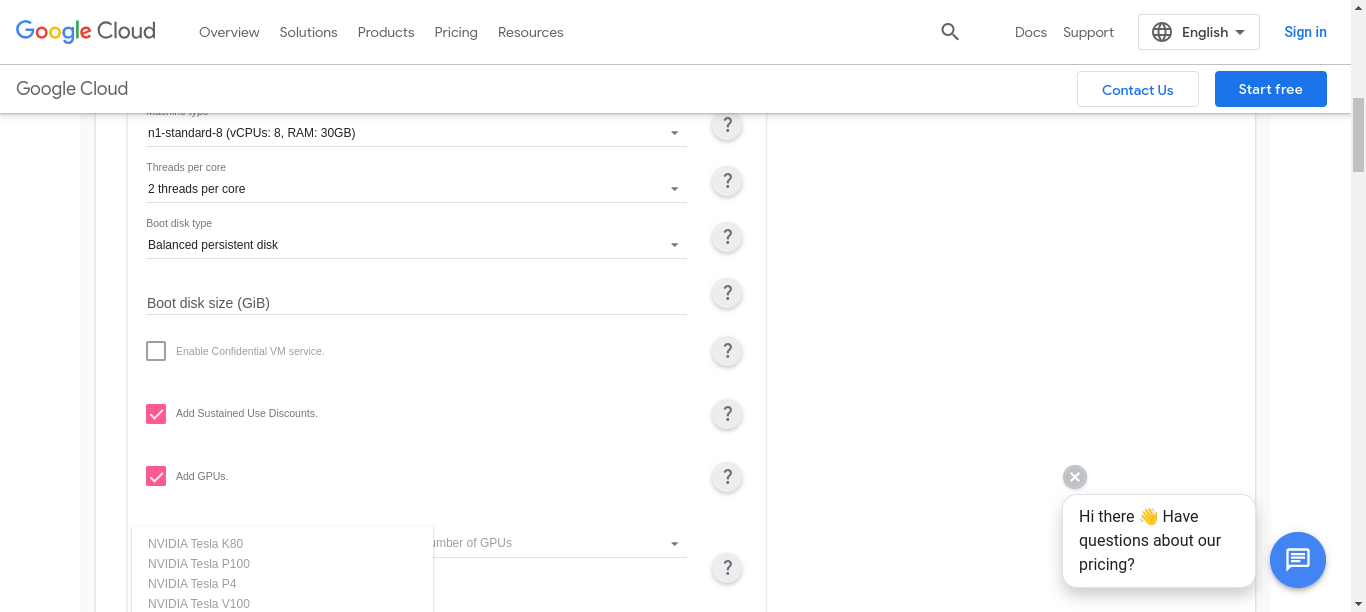 Google Cloud
Overview Solutions Products Pricing Resources
Docs Support English Sign in
Google Cloud
Contact Us Start free
Machine type
n1-standard-8 (vCPUs: 8, RAM: 30GB)
?
Threads per core
2 threads per core
?
Boot disk type
Balanced persistent disk
?
Boot disk size (GiB)
?
Enable Confidential VM service.
?
Add Sustained Use Discounts.
?
Add GPUs.
?
of GPUs
?
NVIDIA Tesla K80
NVIDIA Tesla P100
NVIDIA Tesla P4
NVIDIA Tesla V100
Hi there 👋 Have
questions about our
pricing?